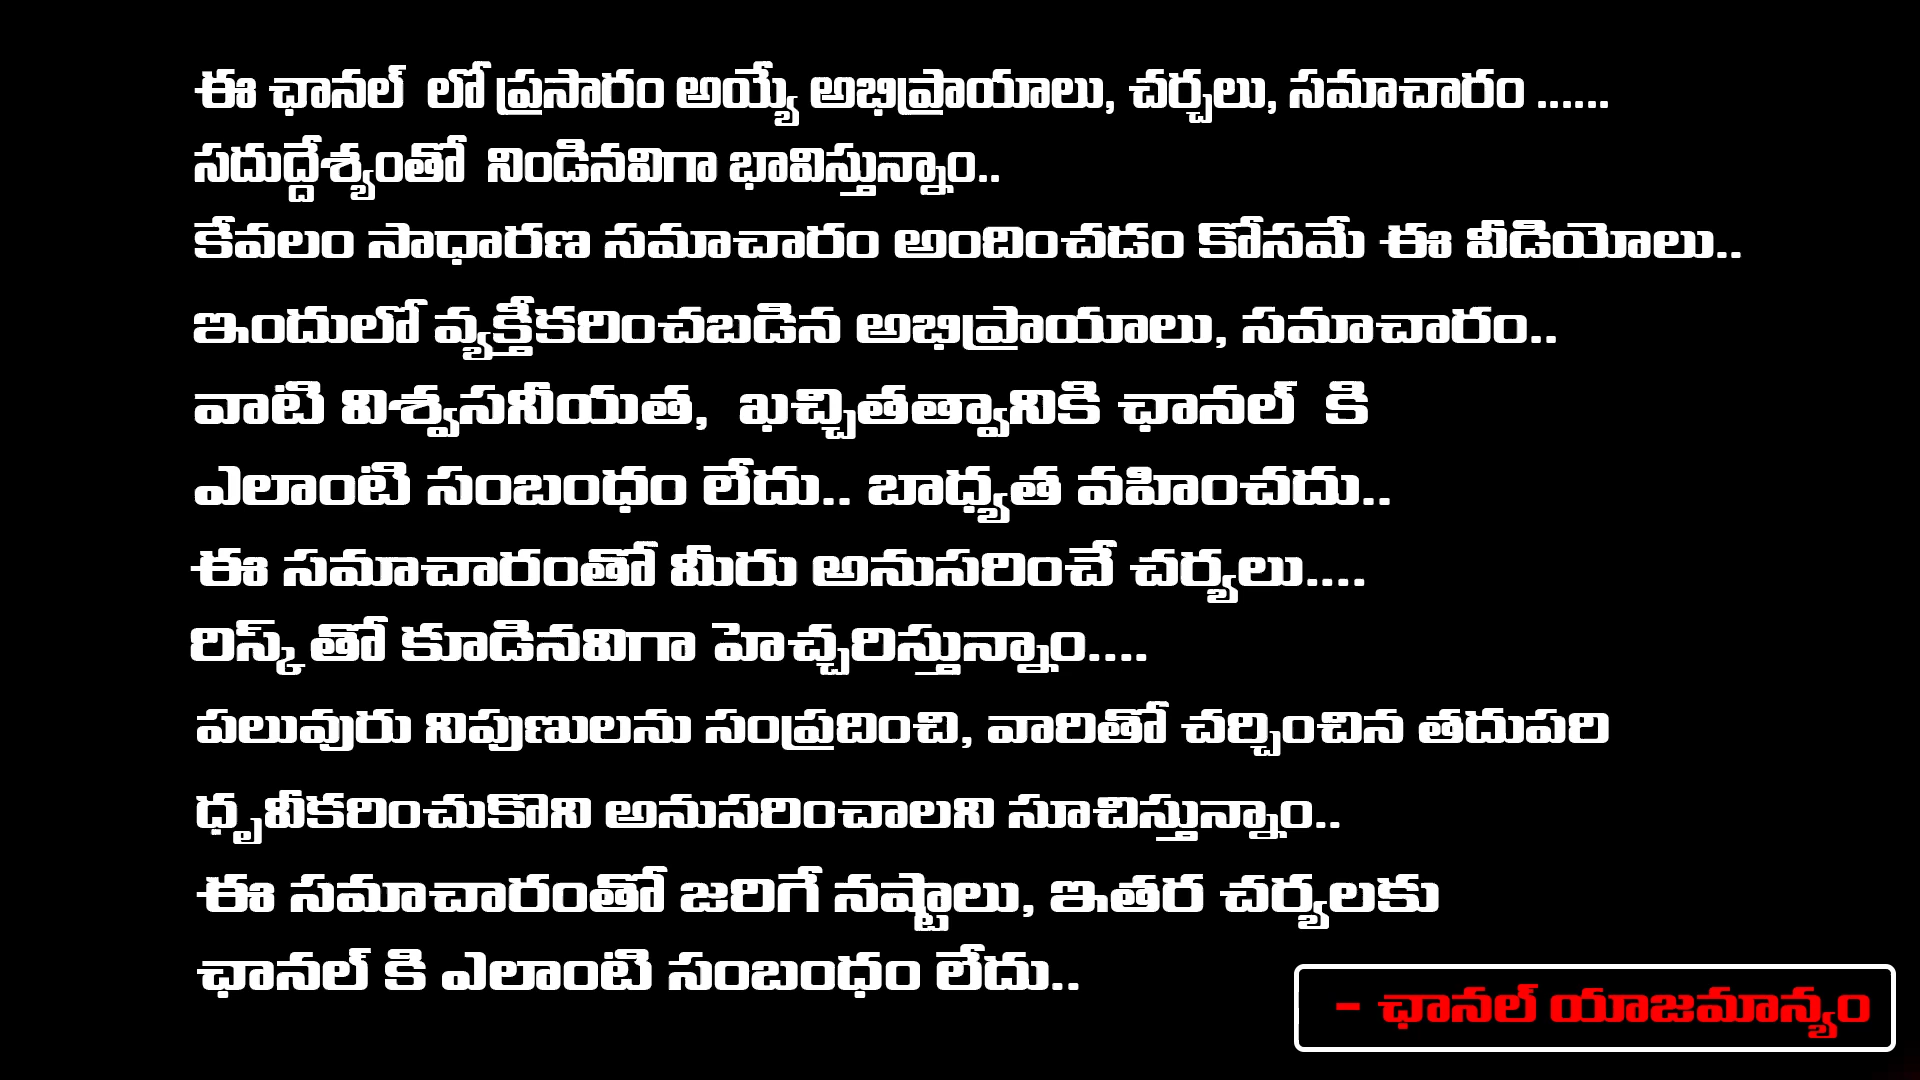 ఈ ఛానల్ లో ప్రసారం అయ్యే అభిప్రాయాలు, చర్చలు, సమాచారం ......
సదుద్దేశ్యంతో నిండినవిగా భావిస్తున్నాం..
కేవలం సాధారణ సమాచారం అందించడం కోసమే ఈ వీడియోలు..
ఇందులో వ్యక్తీకరించబడిన అభిప్రాయాలు, సమాచారం..
వాటి విశ్వసనీయత, ఖచ్చితత్వానికి ఛానల్ కి
ఎలాంటి సంబంధం లేదు.. బాధ్యత వహించదు..
ఈ సమాచారంతో మీరు అనుసరించే చర్యలు....
రిస్క్ తో కూడినవిగా హెచ్చరిస్తున్నాం....
పలువురు నిపుణులను సంప్రదించి, వారితో చర్చించిన తదుపరి
ధృవీకరించుకొని అనుసరించాలని సూచిస్తున్నాం..
ఈ సమాచారంతో జరిగే నష్టాలు, ఇతర చర్యలకు
ఛానల్ కి ఎలాంటి సంబంధం లేదు..
- ఛానల్ యాజమాన్యం